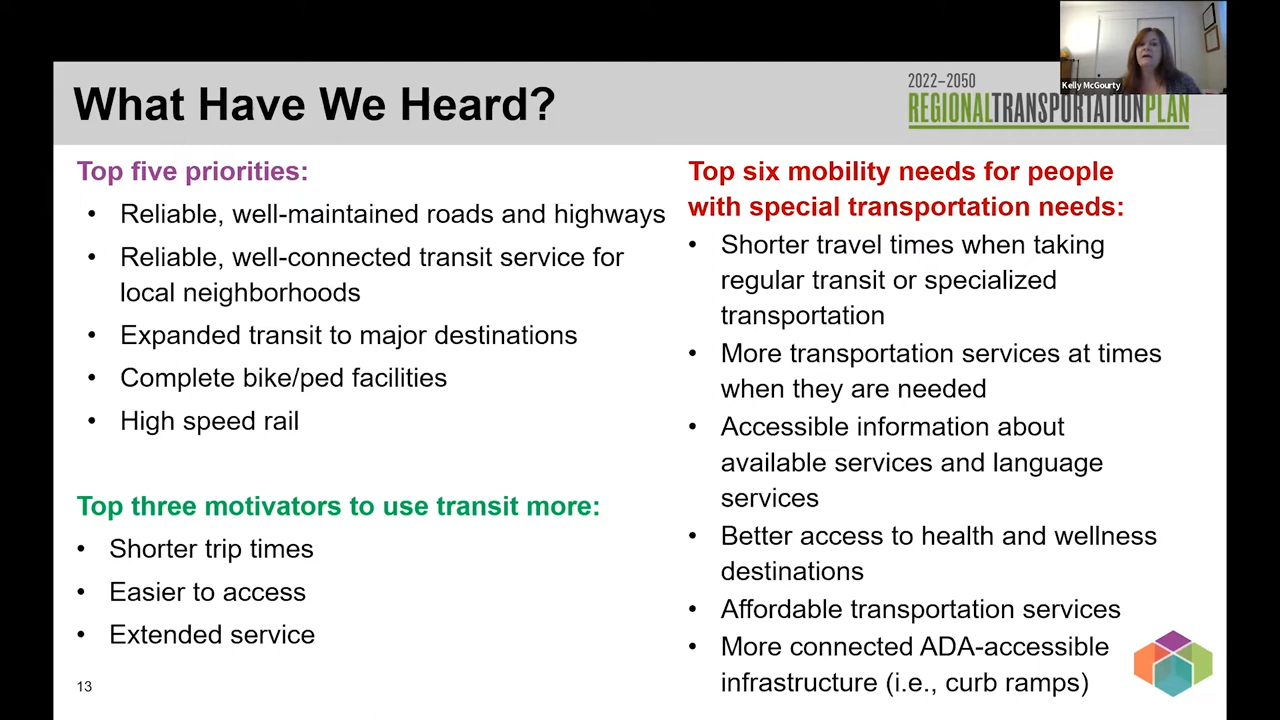 Kelly McGourty
What Have We Heard?
2022–2050
REGIONALTRANSPORTATIONPLAN
Top five priorities:
• Reliable, well-maintained roads and highways
• Reliable, well-connected transit service for
local neighborhoods
• Expanded transit to major destinations
• Complete bike/ped facilities
• High speed rail
Top three motivators to use transit more:
• Shorter trip times
• Easier to access
• Extended service
13
Top six mobility needs for people
with special transportation needs:
• Shorter travel times when taking
regular transit or specialized
transportation
• More transportation services at times
when they are needed
• Accessible information about
available services and language
services
• Better access to health and wellness
destinations
• Affordable transportation services
• More connected ADA-accessible
infrastructure (i.e., curb ramps)